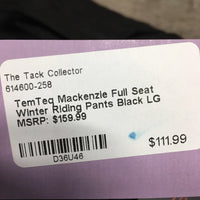 The Tack Collector
614600-258
TemTeq Mackenzie Full Seat
Winter Riding Pants Black LG
MSRP: $159.99
D36U46
$111.99